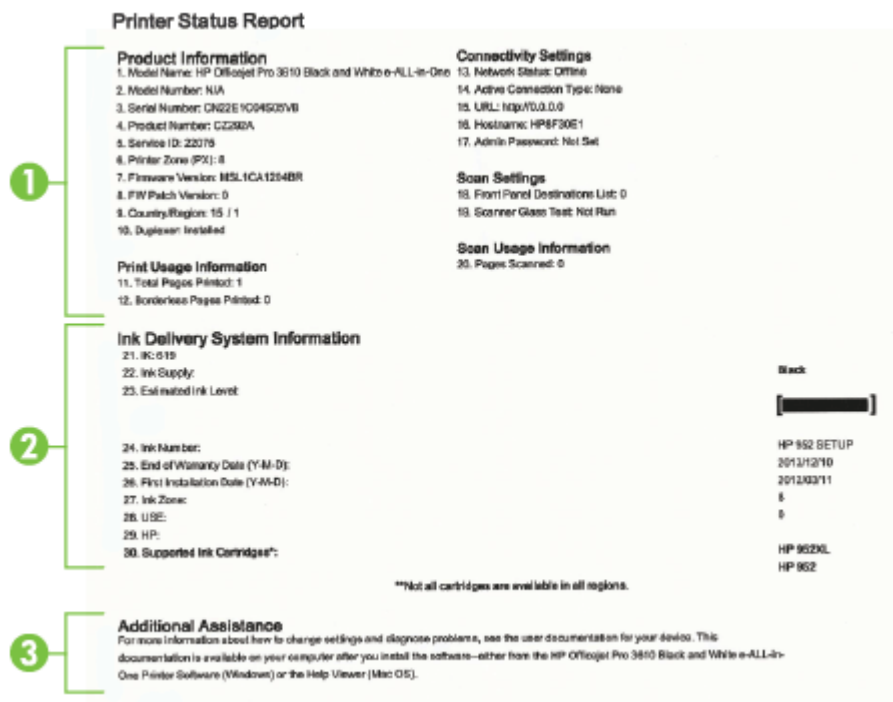 Printer Status Report
1
Product Information
1. Model Name: HP Officejet Pro 3610 Black and White e-ALL-in-One
2. Model Number: N/A
3. Serial Number:
4. Product Number: CZ292A
5. Service ID: 22076
6. Printer Zone (PX): 8
7. Firmware Version: MSL1CA1204BR
8. FW Patch Version: 0
9. Country/Region: 15 / 1
10. Duplexer: Installed
Print Usage Information
11. Total Pages Printed: 1
12. Borderless Pages Printed: 0
Connectivity Settings
13. Network Status: Offline
14. Active Connection Type: None
15. URL: http://0.0.0.0
16. Hostname: HP8F30E1
17. Admin Password: Not Set
Scan Settings
18. Front Panel Destinations List: 0
19. Scanner Glass Test: Not Run
Scan Usage Information
20. Pages Scanned: 0
2
Ink Delivery System Information
21. IK: 619
22. Ink Supply: Black
23. Estimated Ink Level:
24. Ink Number: HP 952 SETUP
25. End of Warranty Date (Y-M-D): 2013/12/10
26. First Installation Date (Y-M-D): 2012/03/11
27. Ink Zone:
28. USE: 0
29. HP:
30. Supported Ink Cartridges*: HP 952XL
HP 952
**Not all cartridges are available in all regions.
3
Additional Assistance
For more information about how to change settings and diagnose problems, see the user documentation for your device. This
documentation is available on your computer after you install the software--either from the HP Officejet Pro 3610 Black and White e-ALL-in-
One Printer Software (Windows) or the Help Viewer (Mac OS).